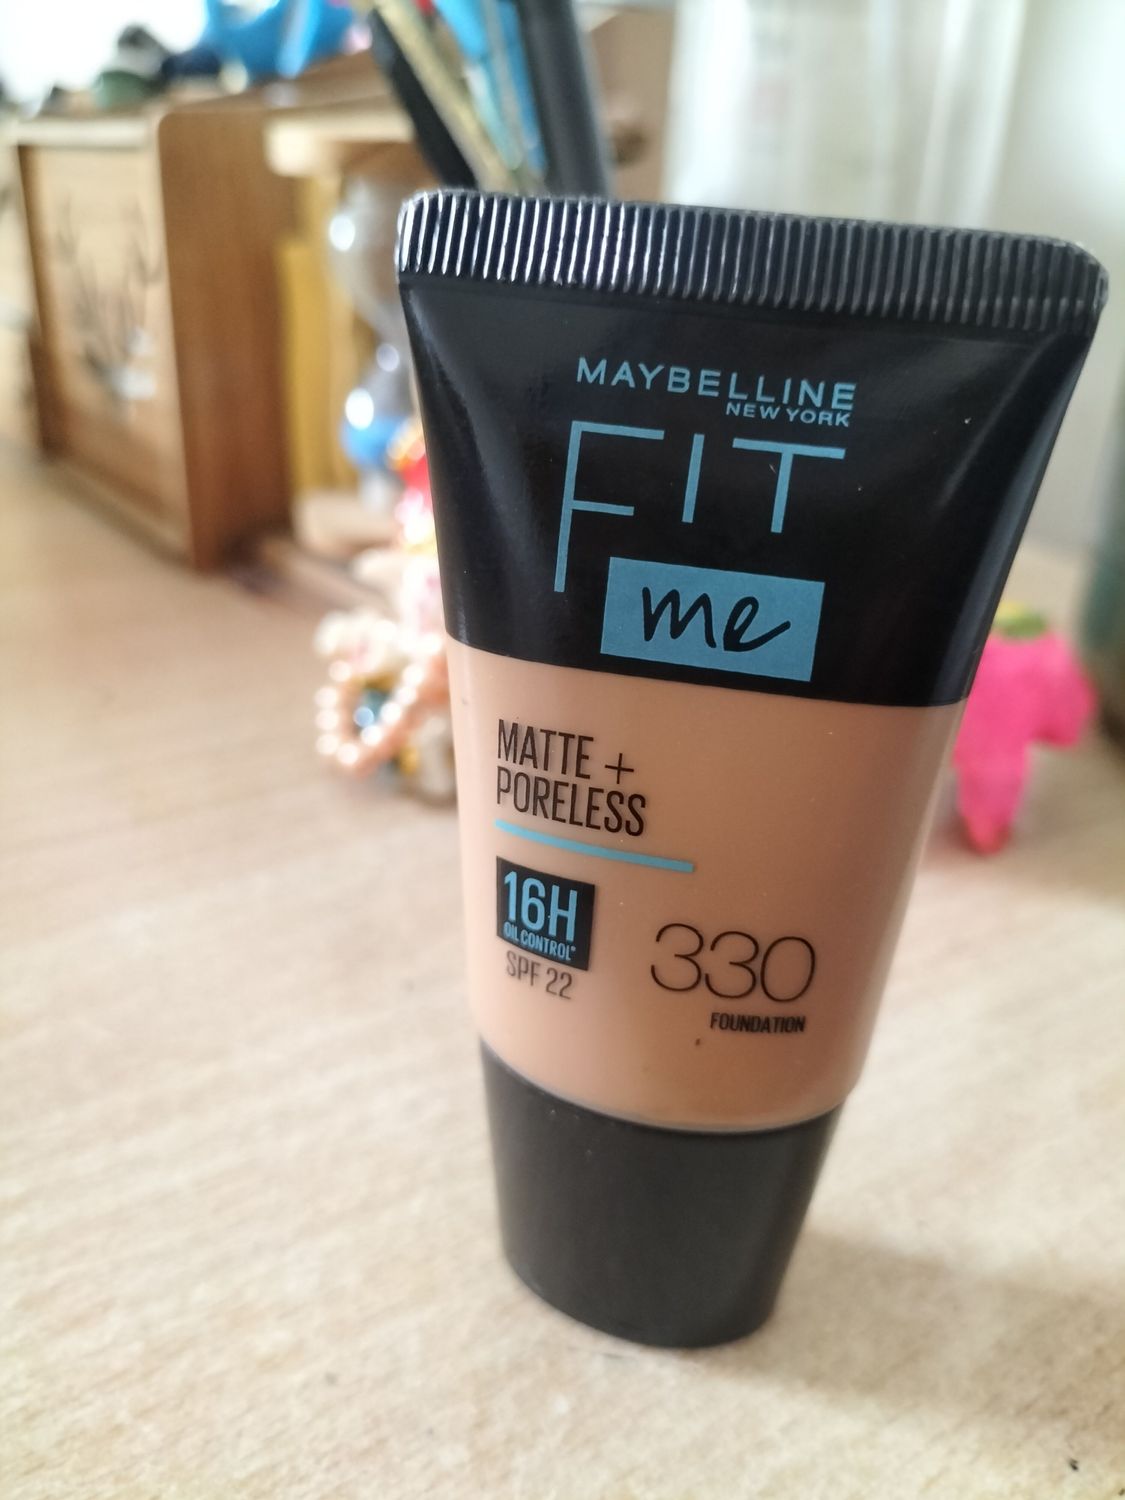 MAYBELLINE
NEW YORK
FIT
me
MATTE +
PORELESS
16H
OIL CONTROL*
SPF 22
330
FOUNDATION